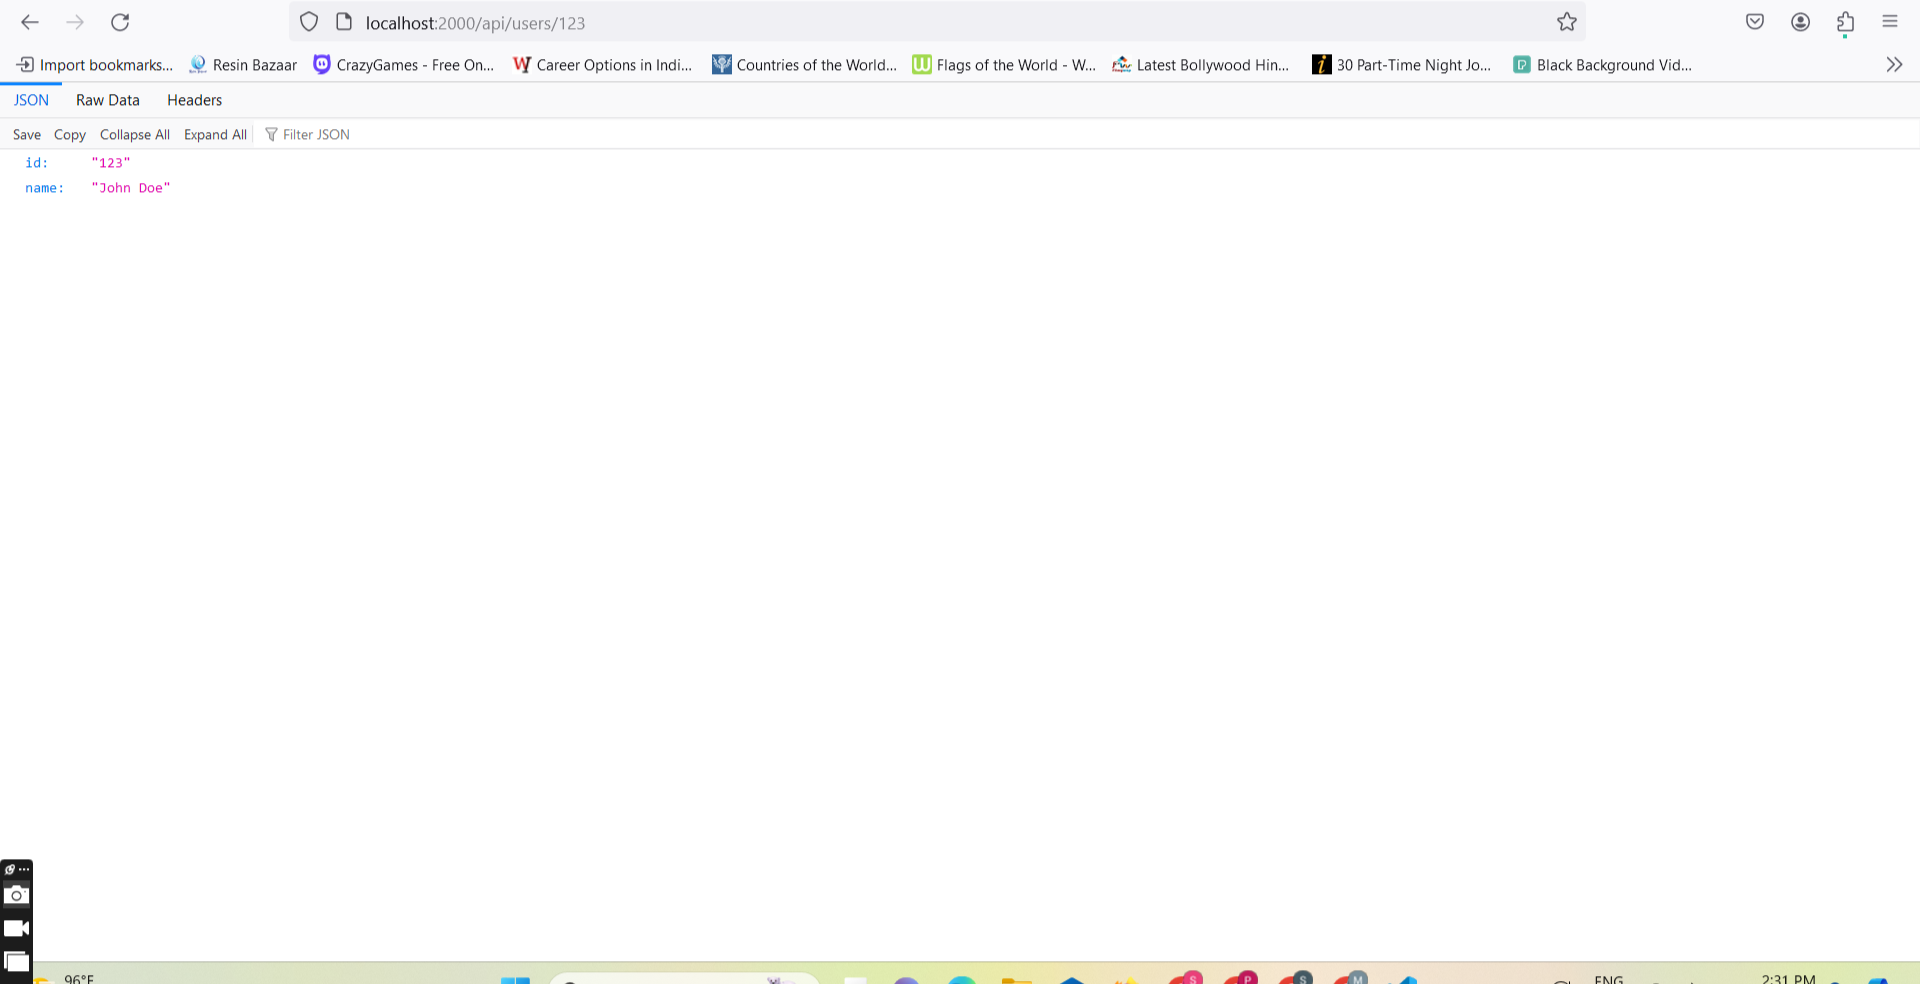 localhost:2000/api/users/123
Import bookmarks... Resin Bazaar CrazyGames - Free On... Career Options in Indi... Countries of the World... Flags of the World - W... Latest Bollywood Hin... 30 Part-Time Night Jo... Black Background Vid...
JSON Raw Data Headers
Save Copy Collapse All Expand All Filter JSON
id: "123"
name: "John Doe"
96°F ENG 2:31 PM